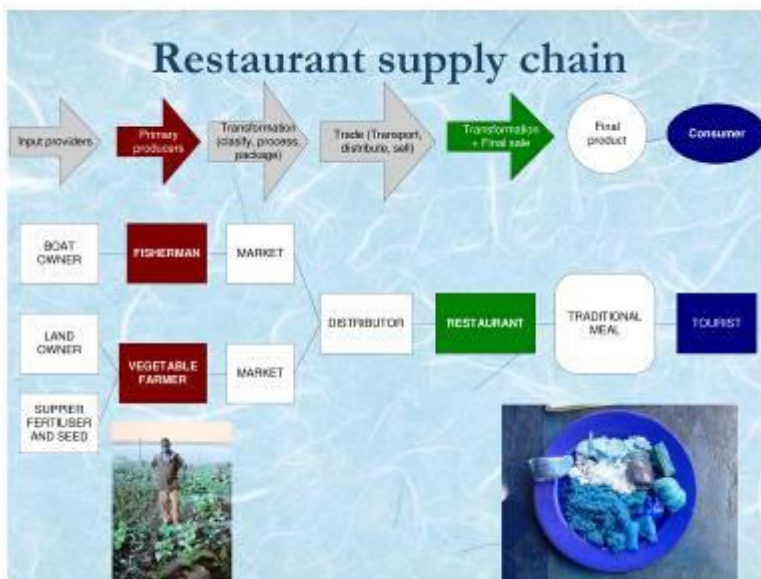 Restaurant supply chain
Input providers
Primary
producers
Transformation
(clasify, process,
package)
Trade (Transport,
distribute, sell)
Transformation
+ Final sale
Final
product
Consumer
BOAT
OWNER
FISHERMAN
MARKET
LAND
OWNER
VEGETABLE
FARMER
MARKET
SUPPIER
FERTILISER
AND SEED
DISTRIBUTOR
RESTAURANT
TRADITIONAL
MEAL
TOURIST